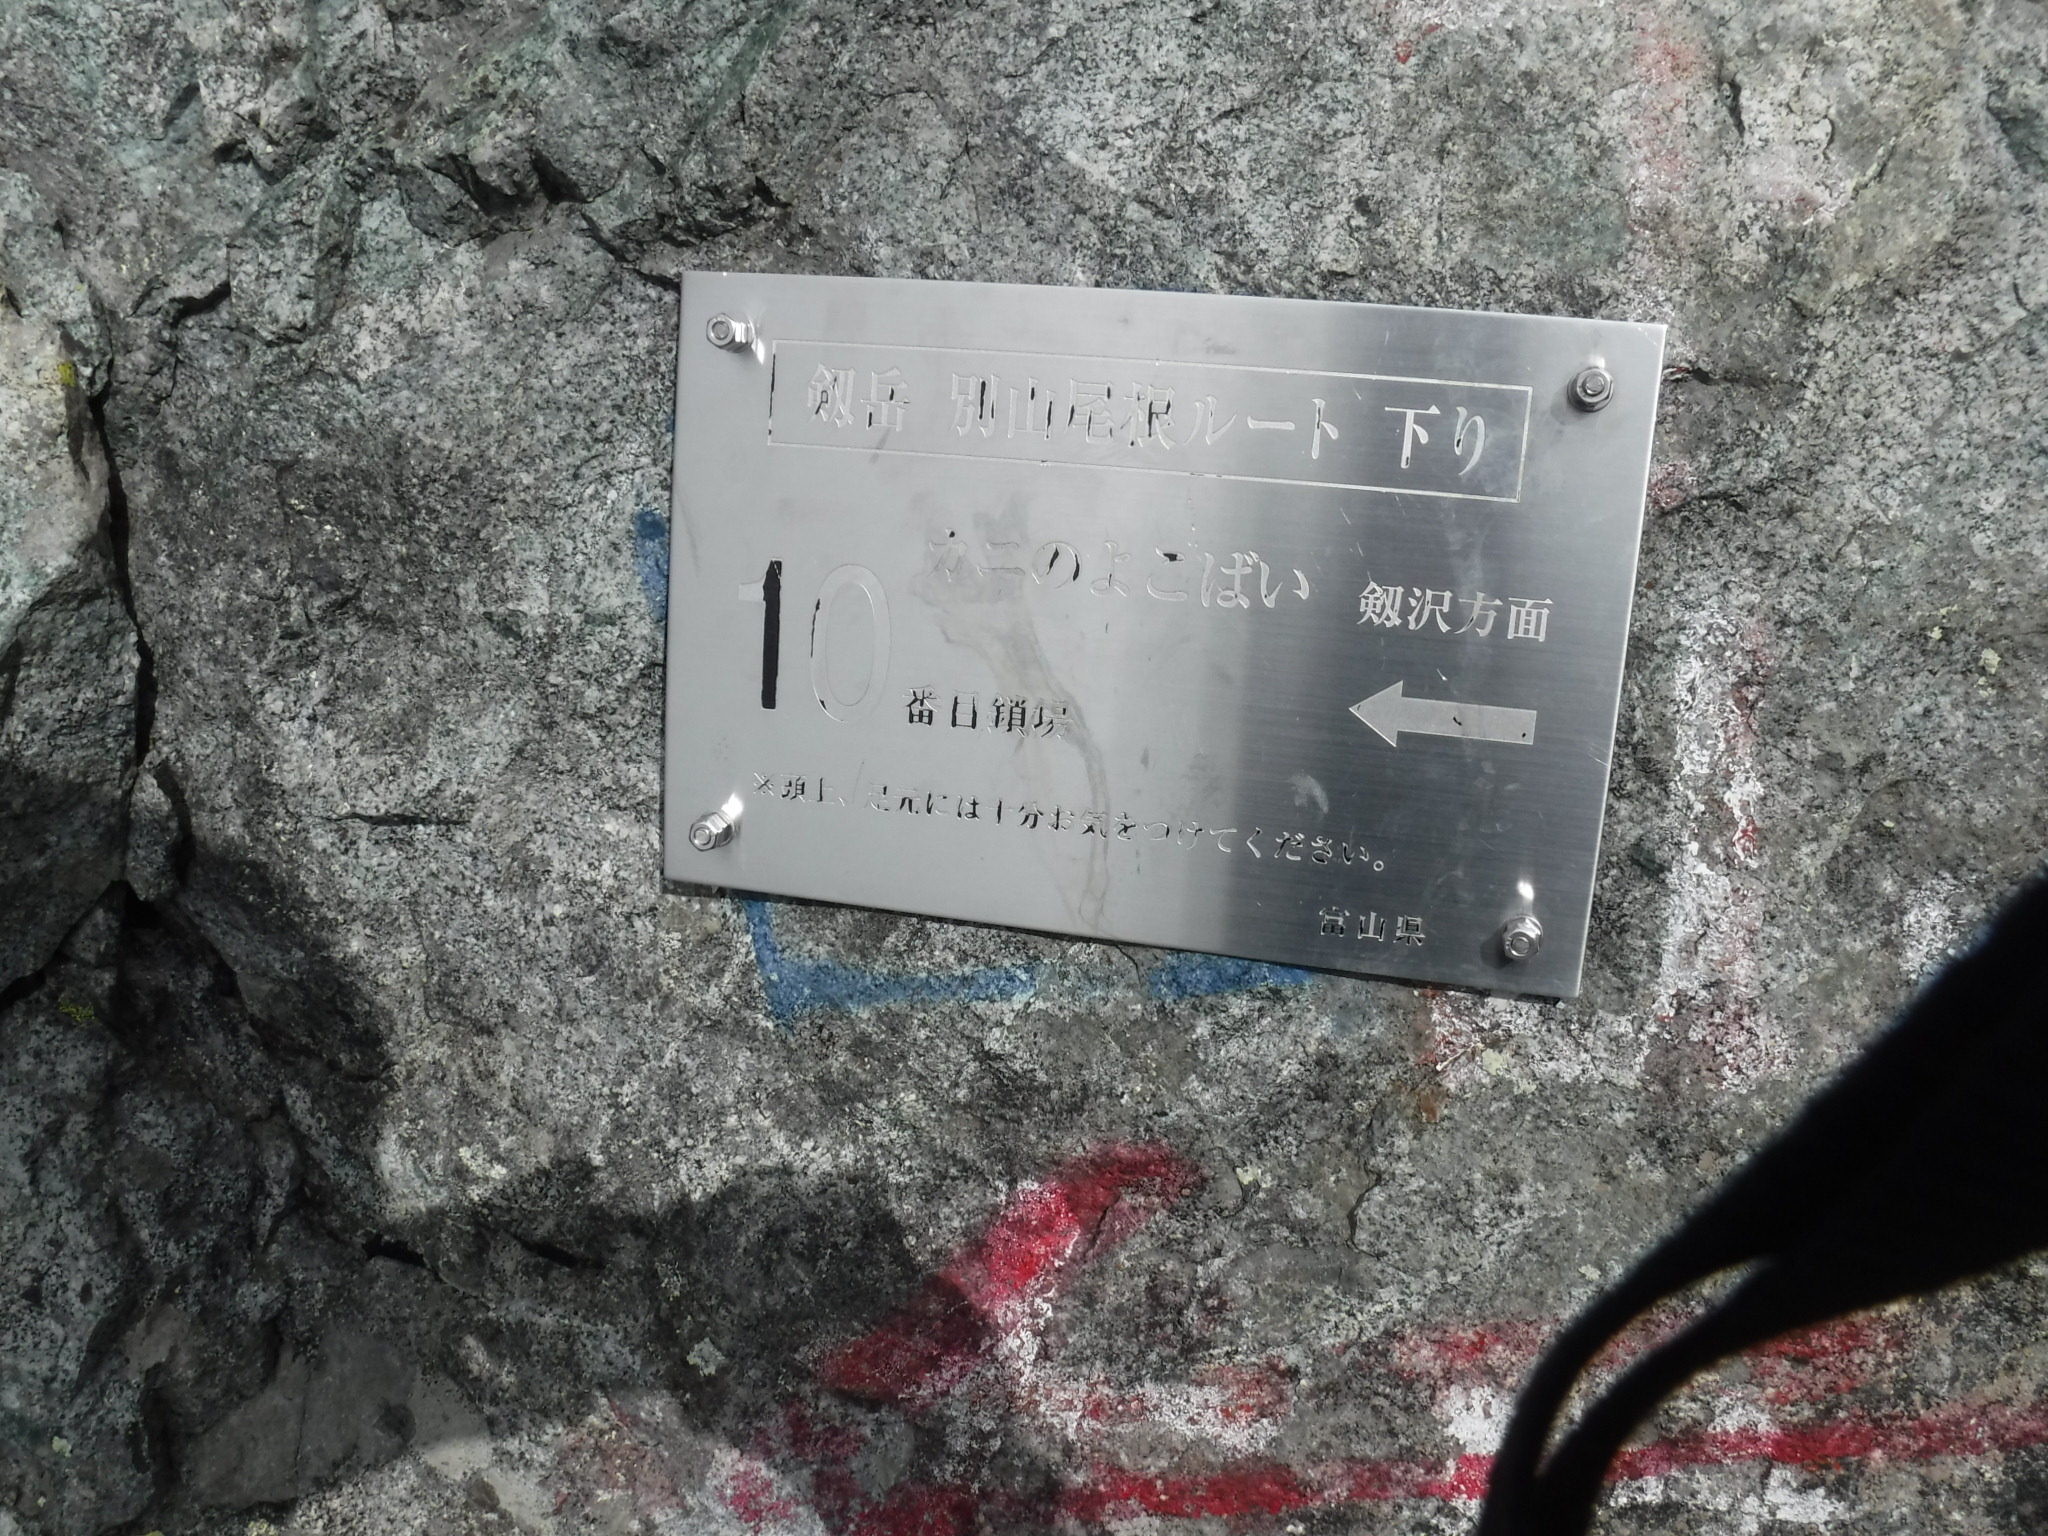 剱岳 別山尾根ルート 下り
カニのよこばい
剱沢方面
10番目鎖場
※頭上、足元には十分お気をつけてください。
富山県